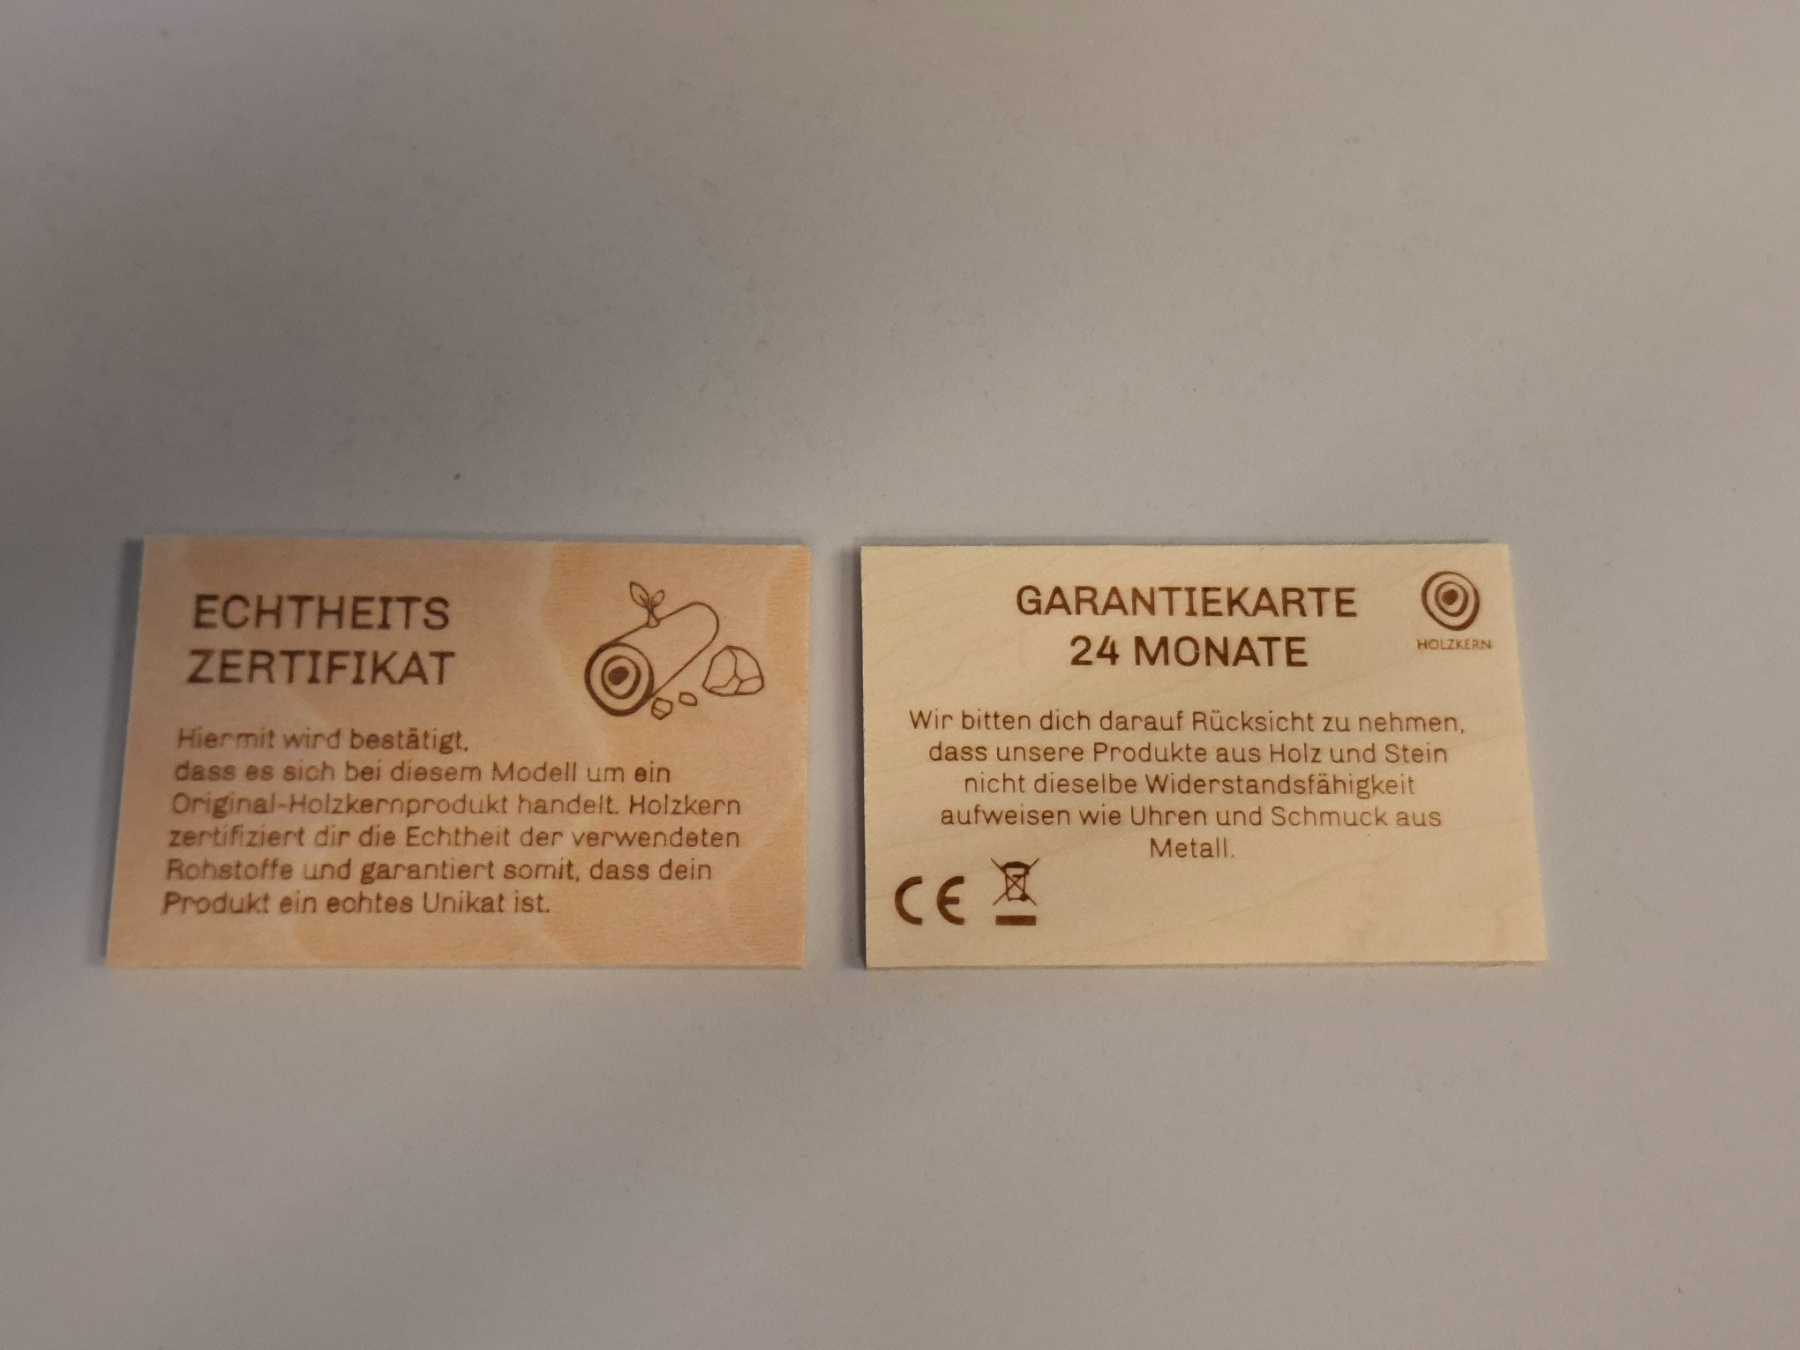 ECHTHEITS
ZERTIFIKAT
Hiermit wird bestätigt,
dass es sich bei diesem Modell um ein
Original-Holzkernprodukt handelt. Holzkern
zertifiziert dir die Echtheit der verwendeten
Rohstoffe und garantiert somit, dass dein
Produkt ein echtes Unikat ist.
GARANTIEKARTE
24 MONATE
HOLZKERN
Wir bitten dich darauf Rücksicht zu nehmen,
dass unsere Produkte aus Holz und Stein
nicht dieselbe Widerstandsfähigkeit
aufweisen wie Uhren und Schmuck aus
Metall.
CE